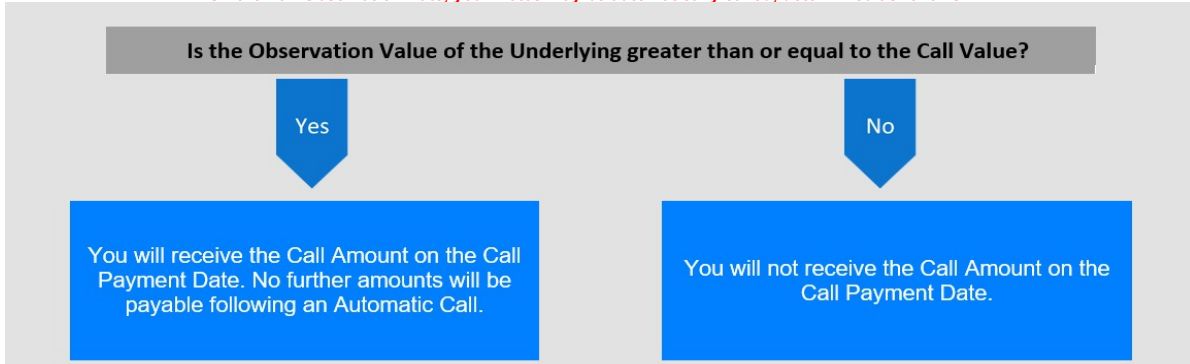 Is the Observation Value of the Underlying greater than or equal to the Call Value?
Yes
No
You will receive the Call Amount on the Call
Payment Date. No further amounts will be
payable following an Automatic Call.
You will not receive the Call Amount on the
Call Payment Date.